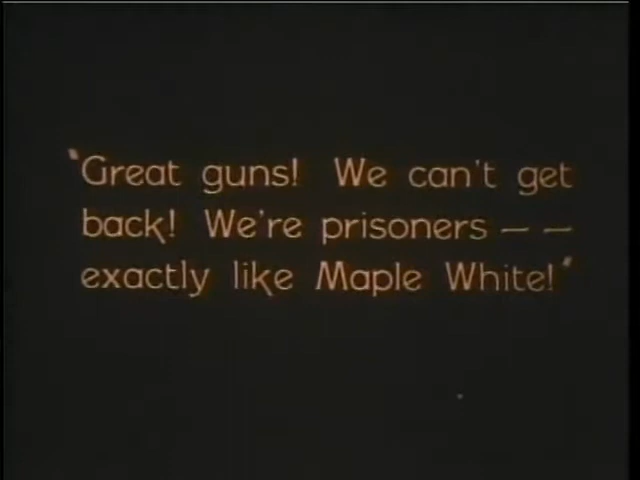 "Great guns! We can't get
back! We're prisoners — —
exactly like Maple White!"